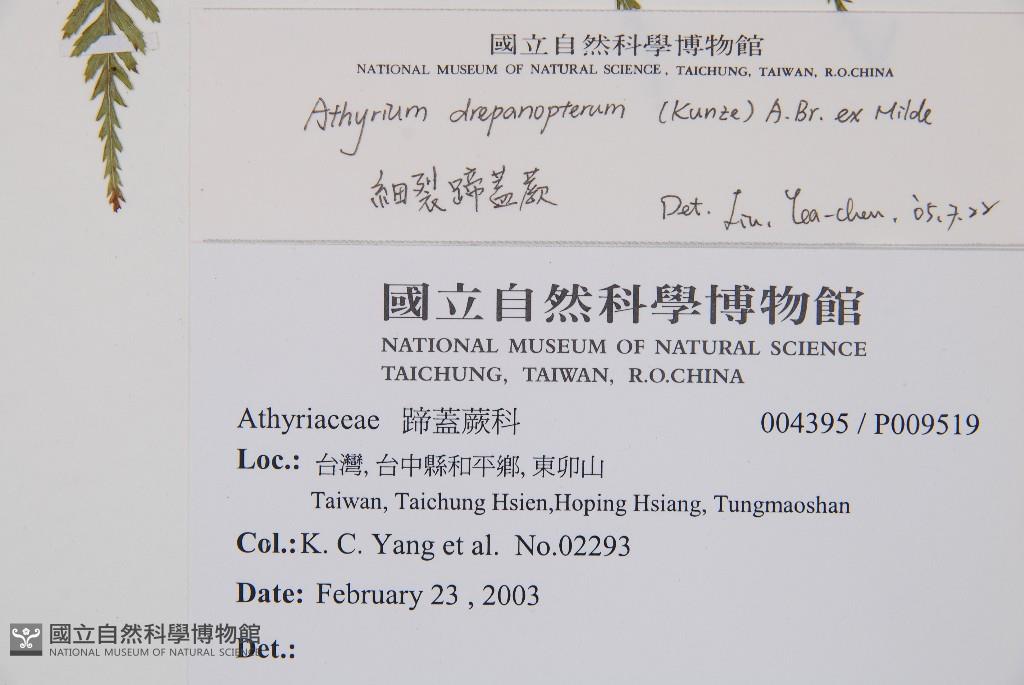 國立自然科學博物館
NATIONAL MUSEUM OF NATURAL SCIENCE, TAICHUNG, TAIWAN, R.O.CHINA
Athyrium drepanopterum (Kunze) A.Br. ex Milde
細裂蹄蓋蕨
Det. Liu, Yea-chen, '05.7.22
國立自然科學博物館
NATIONAL MUSEUM OF NATURAL SCIENCE
TAICHUNG, TAIWAN, R.O.CHINA
Athyriaceae 蹄蓋蕨科 004395 / P009519
Loc.: 台灣, 台中縣和平鄉, 東卯山
Taiwan, Taichung Hsien,Hoping Hsiang, Tungmaoshan
Col.:K. C. Yang et al. No.02293
Date: February 23 , 2003
Det.:
國立自然科學博物館
NATIONAL MUSEUM OF NATURAL SCIENCE